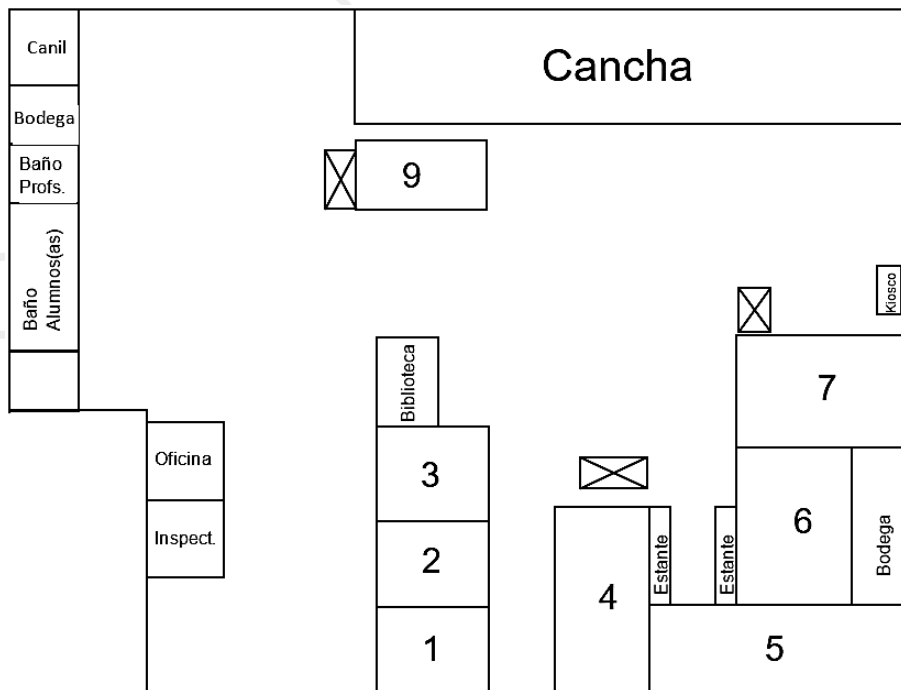 Canil
Cancha
Bodega
Baño
Profs.
9
Baño
Alumnos(as)
Kiosco
Biblioteca
7
Oficina
3
Inspect.
6
Bodega
2
Estante
Estante
4
1
5